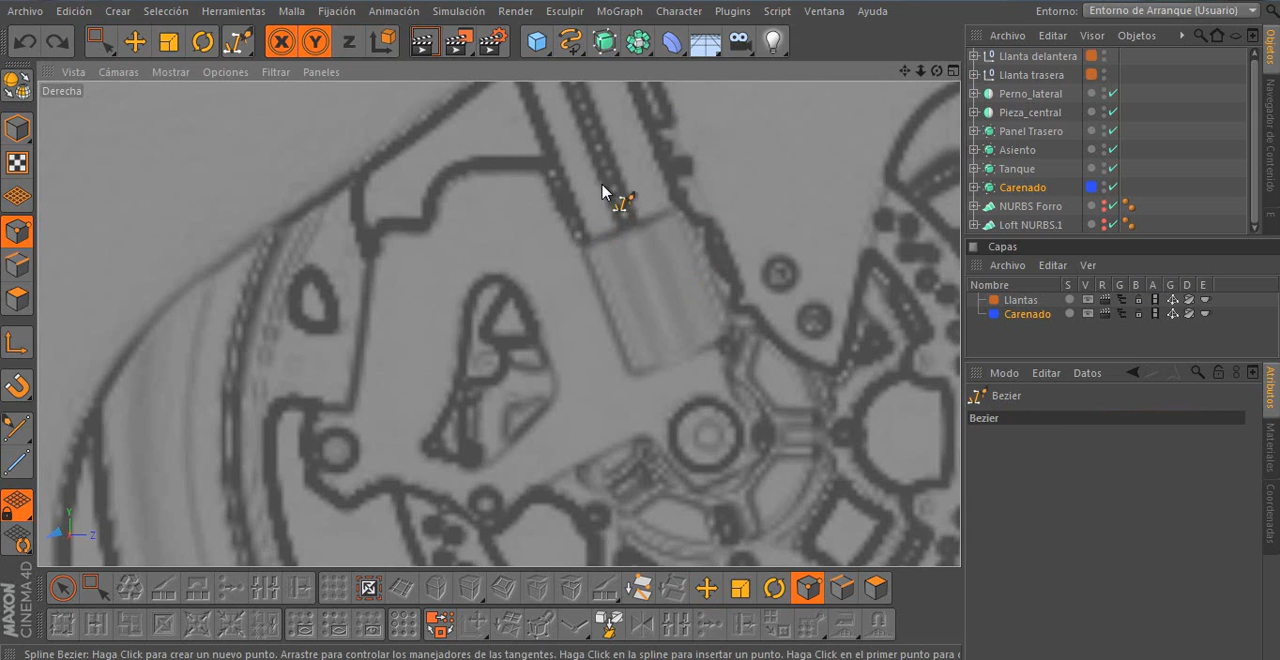 Archivo Edición Crear Selección Herramientas Malla Fijación Animación Simulación Render Esculpir MoGraph Character Plugins Script Ventana Ayuda Entorno: Entorno de Arranque (Usuario)
Archivo Editar Visor Objetos
Vista Cámaras Mostrar Opciones Filtrar Paneles
Derecha
Llanta delantera
Llanta trasera
Perno_lateral
Pieza_central
Panel Trasero
Asiento
Tanque
Carenado
NURBS Forro
Loft NURBS.1
Objetos
Navegador de Contenido
E
Capas
Archivo Editar Ver
Nombre S V R G B A G D E
Llantas
Carenado
Modo Editar Datos
Bezier
Bezier
Atributos
Materiales
Coordenadas
X Y Z
Y
Z
MAXON
CINEMA 4D
Spline Bezier: Haga Click para crear un nuevo punto. Arrastre para controlar los manejadores de las tangentes. Haga Click en la spline para insertar un punto. Haga Click en el primer punto para c